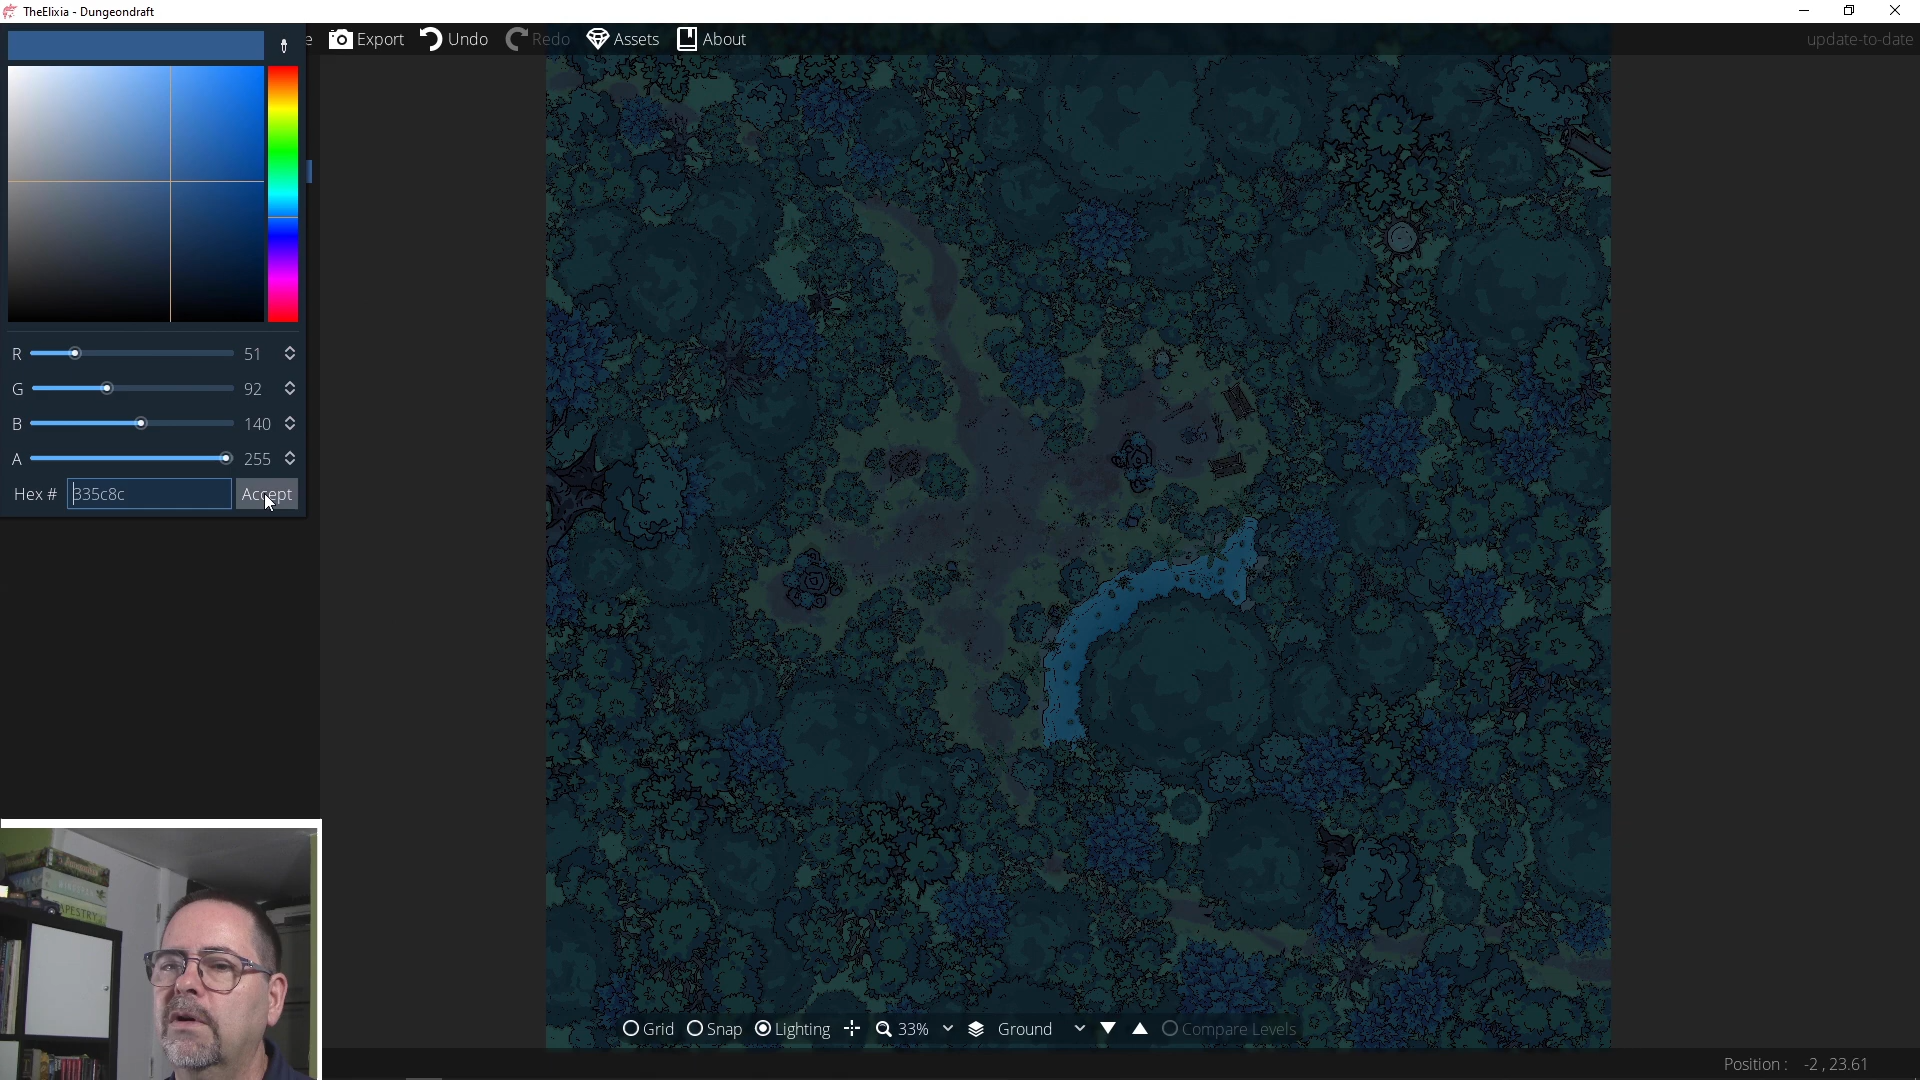 TheElixia - Dungeondraft
Export Undo Redo Assets About
update-to-date
R 51
G 92
B 140
A 255
Hex # 335c8c Accept
TAPESTRY
Grid Snap Lighting 33% Ground Compare Levels
Position : -2 , 23.61